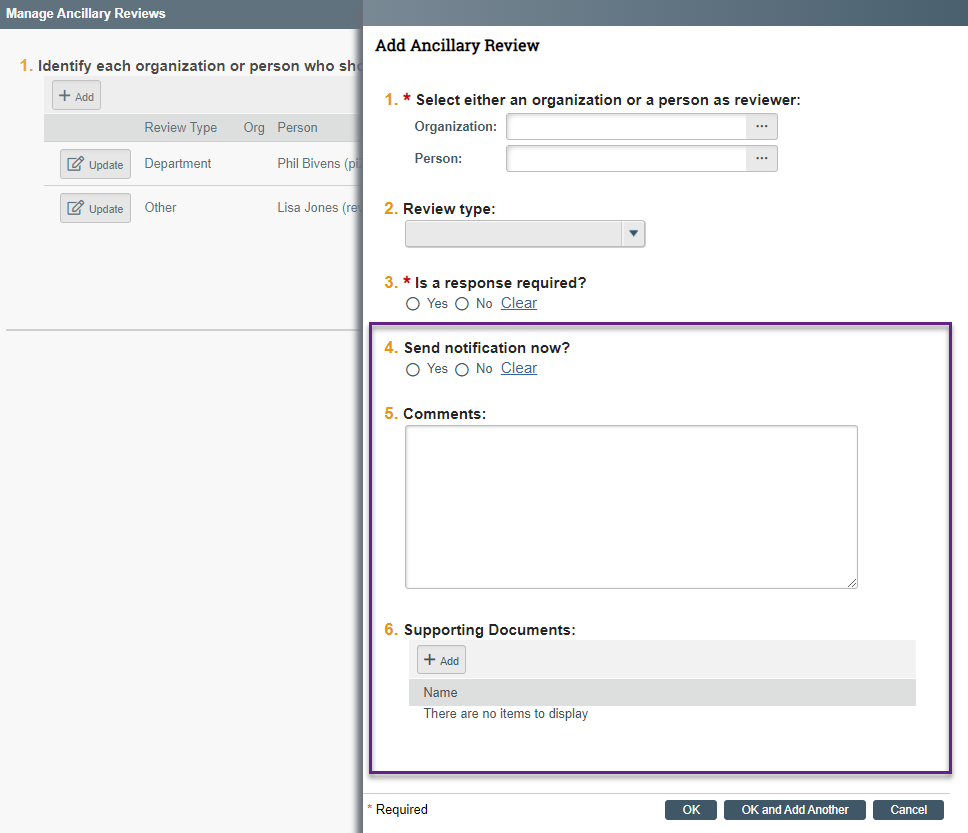 Manage Ancillary Reviews
1. Identify each organization or person who
+ Add
Review Type Org Person
Update Department Phil Bivens
Update Other Lisa Jones
Add Ancillary Review
1. * Select either an organization or a person as reviewer:
Organization: ...
Person: ...
2. Review type:
3. * Is a response required?
Yes No Clear
4. Send notification now?
Yes No Clear
5. Comments:
6. Supporting Documents:
+ Add
Name
There are no items to display
* Required
OK OK and Add Another Cancel